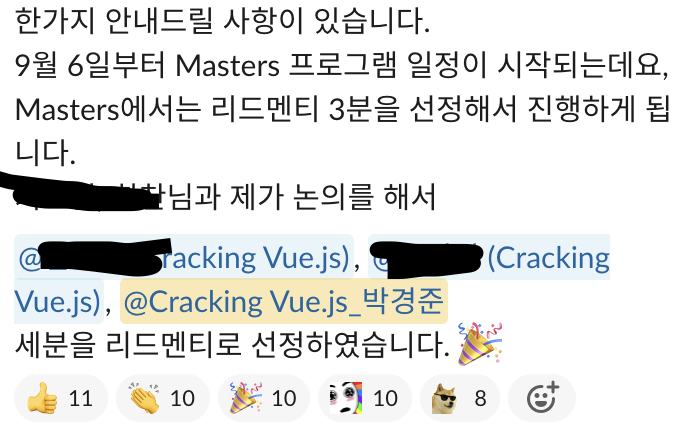 한가지 안내드릴 사항이 있습니다.
9월 6일부터 Masters 프로그램 일정이 시작되는데요,
Masters에서는 리드멘티 3분을 선정해서 진행하게 됩
니다.
님과 제가 논의를 해서
@ racking Vue.js), @ (Cracking
Vue.js), @Cracking Vue.js_박경준
세분을 리드멘티로 선정하였습니다.
11 10 10 10 8